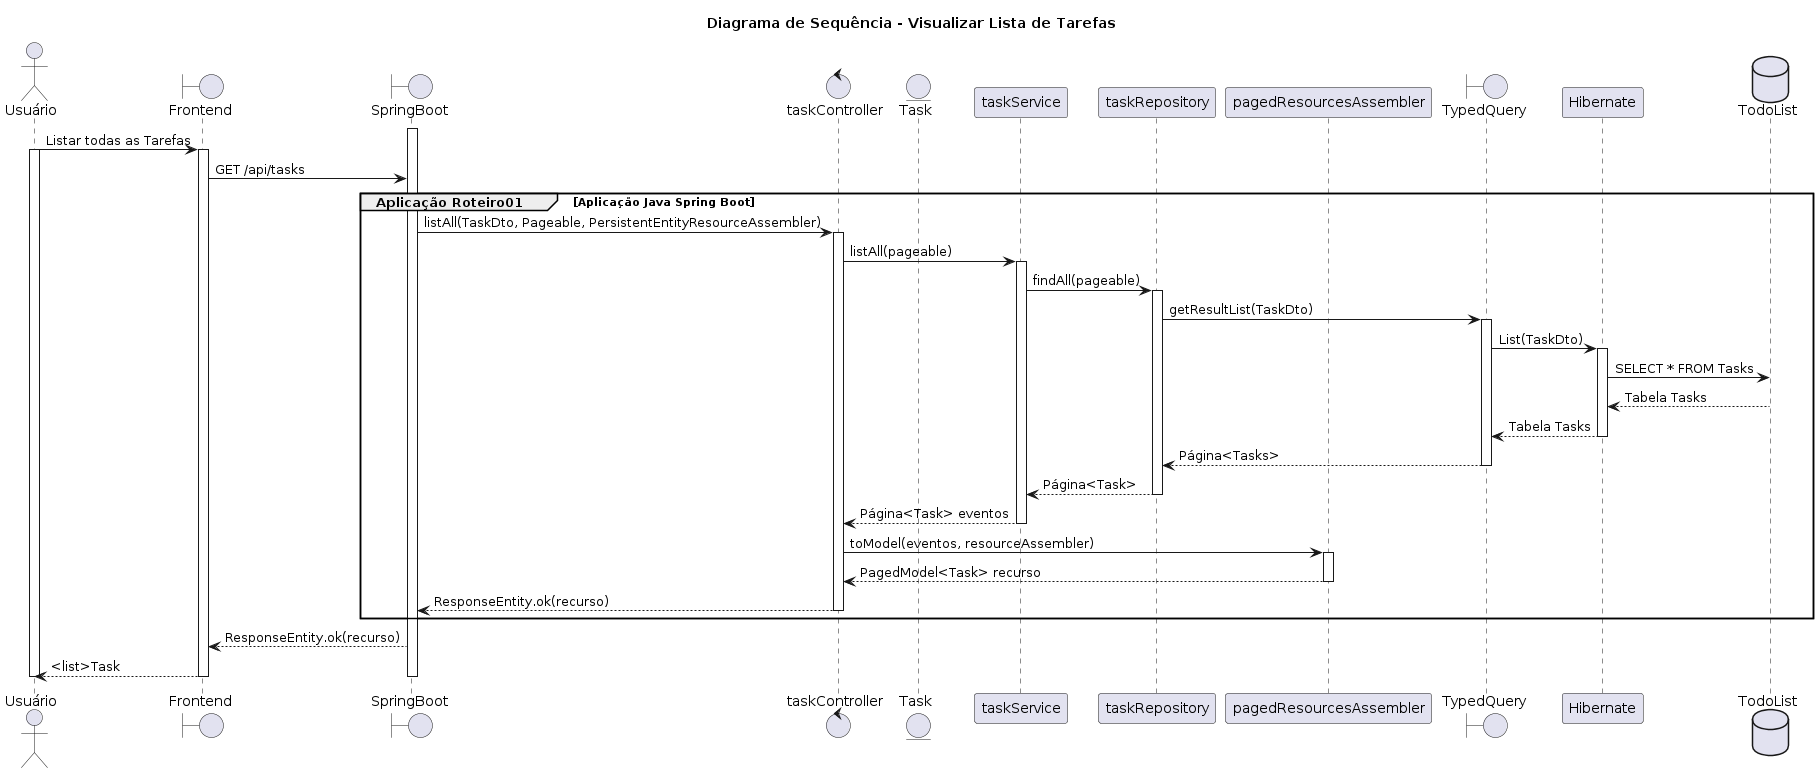 Diagrama de Sequência - Visualizar Lista de Tarefas
Usuário
Frontend
SpringBoot
taskController
Task
taskService
taskRepository
pagedResourcesAssembler
TypedQuery
Hibernate
TodoList
Listar todas as Tarefas
GET /api/tasks
Aplicação Roteiro01 [Aplicação Java Spring Boot]
listAll(TaskDto, Pageable, PersistentEntityResourceAssembler)
listAll(pageable)
findAll(pageable)
getResultList(TaskDto)
List(TaskDto)
SELECT * FROM Tasks
Tabela Tasks
Tabela Tasks
Página<Tasks>
Página<Task>
Página<Task> eventos
toModel(eventos, resourceAssembler)
PagedModel<Task> recurso
ResponseEntity.ok(recurso)
ResponseEntity.ok(recurso)
<list>Task
Usuário
Frontend
SpringBoot
taskController
Task
taskService
taskRepository
pagedResourcesAssembler
TypedQuery
Hibernate
TodoList